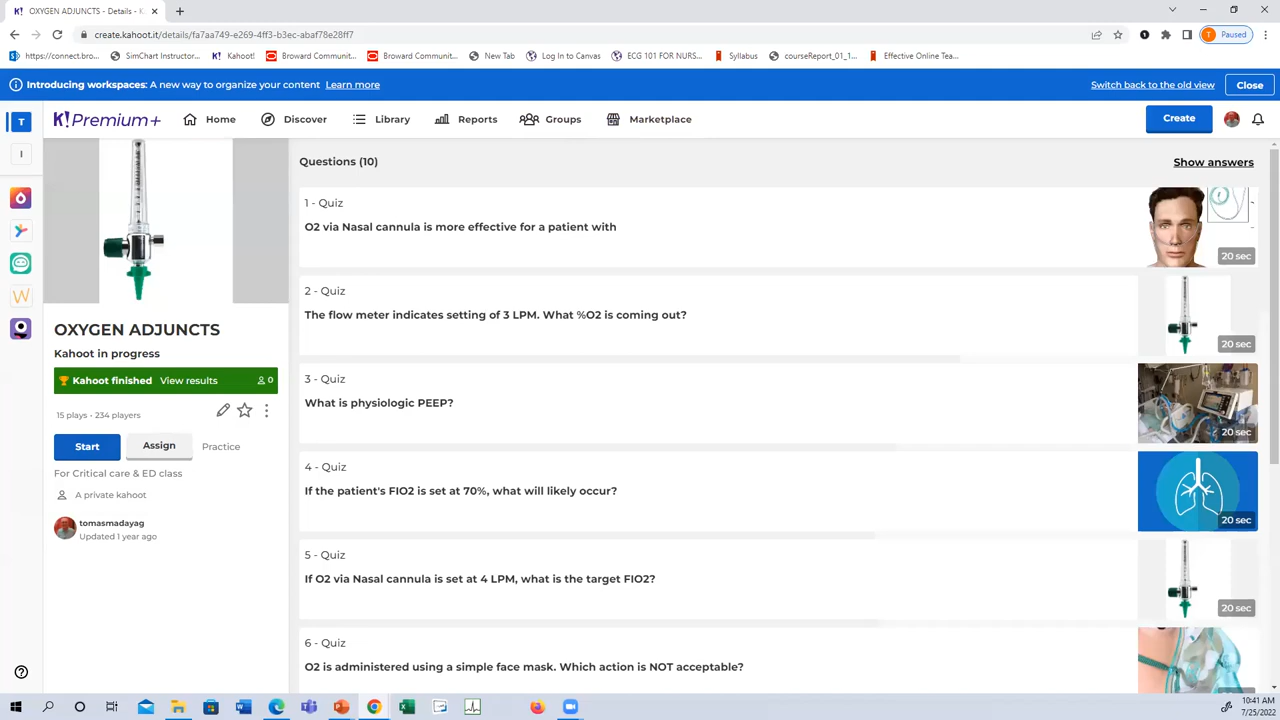 K! OXYGEN ADJUNCTS - Details - K
create.kahoot.it/details/fa7aa749-e269-4ff3-b3ec-abaf78e28ff7
Paused
https://connect.bro...
SimChart Instructor...
Kahoot!
Broward Communit...
Broward Communit...
New Tab
Log In to Canvas
ECG 101 FOR NURS...
Syllabus
courseReport_01_1...
Effective Online Tea...
Introducing workspaces: A new way to organize your content Learn more
Switch back to the old view
Close
T
K!Premium+
Home
Discover
Library
Reports
Groups
Marketplace
Create
I
Questions (10)
Show answers
1 - Quiz
O2 via Nasal cannula is more effective for a patient with
20 sec
2 - Quiz
The flow meter indicates setting of 3 LPM. What %O2 is coming out?
20 sec
OXYGEN ADJUNCTS
Kahoot in progress
Kahoot finished View results 0
15 plays · 234 players
Start
Assign
Practice
For Critical care & ED class
A private kahoot
tomasmadayag
Updated 1 year ago
3 - Quiz
What is physiologic PEEP?
20 sec
4 - Quiz
If the patient's FIO2 is set at 70%, what will likely occur?
20 sec
5 - Quiz
If O2 via Nasal cannula is set at 4 LPM, what is the target FIO2?
20 sec
6 - Quiz
O2 is administered using a simple face mask. Which action is NOT acceptable?
10:41 AM
7/25/2022